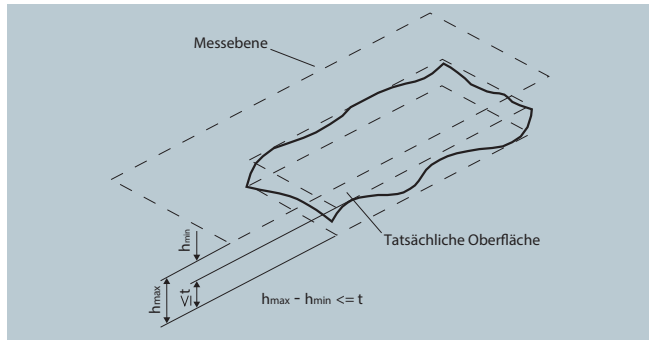 Messebene
Tatsächliche Oberfläche
hmin
hmax
≤t
hmax - hmin <= t